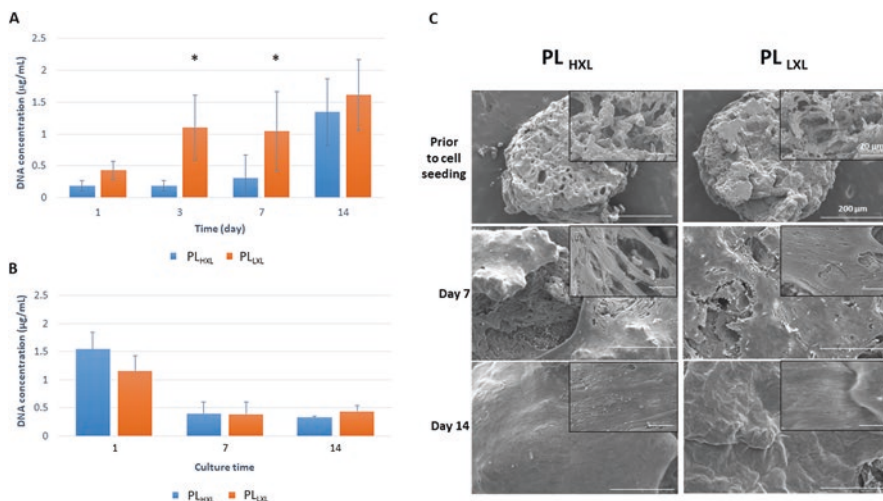 A
DNA concentration (µg/mL)
2.5
2
1.5
1
0.5
0
*
*
1
3
7
14
Time (day)
PLHXL
PLLXL
B
DNA concentration (µg/mL)
2.5
2
1.5
1
0.5
0
1
7
14
Culture time
PLHXL
PLLXL
C
PL HXL
PL LXL
Prior
to cell
seeding
20 µm
200 µm
Day 7
Day 14